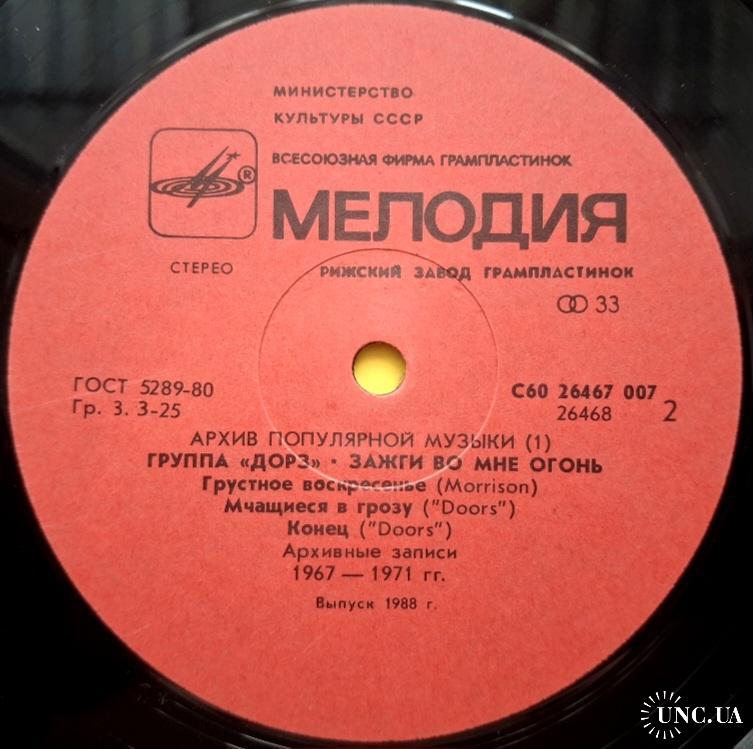 МИНИСТЕРСТВО
КУЛЬТУРЫ СССР
ВСЕСОЮЗНАЯ ФИРМА ГРАМПЛАСТИНОК
®
МЕЛОДИЯ
СТЕРЕО
РИЖСКИЙ ЗАВОД ГРАМПЛАСТИНОК
33
ГОСТ 5289-80
Гр. 3. 3-25
С60 26467 007
26468
2
АРХИВ ПОПУЛЯРНОЙ МУЗЫКИ (1)
ГРУППА «ДОРЗ» · ЗАЖГИ ВО МНЕ ОГОНЬ
Грустное воскресенье (Morrison)
Мчащиеся в грозу ("Doors")
Конец ("Doors")
Архивные записи
1967 — 1971 гг.
Выпуск 1988 г.
UNC.UA